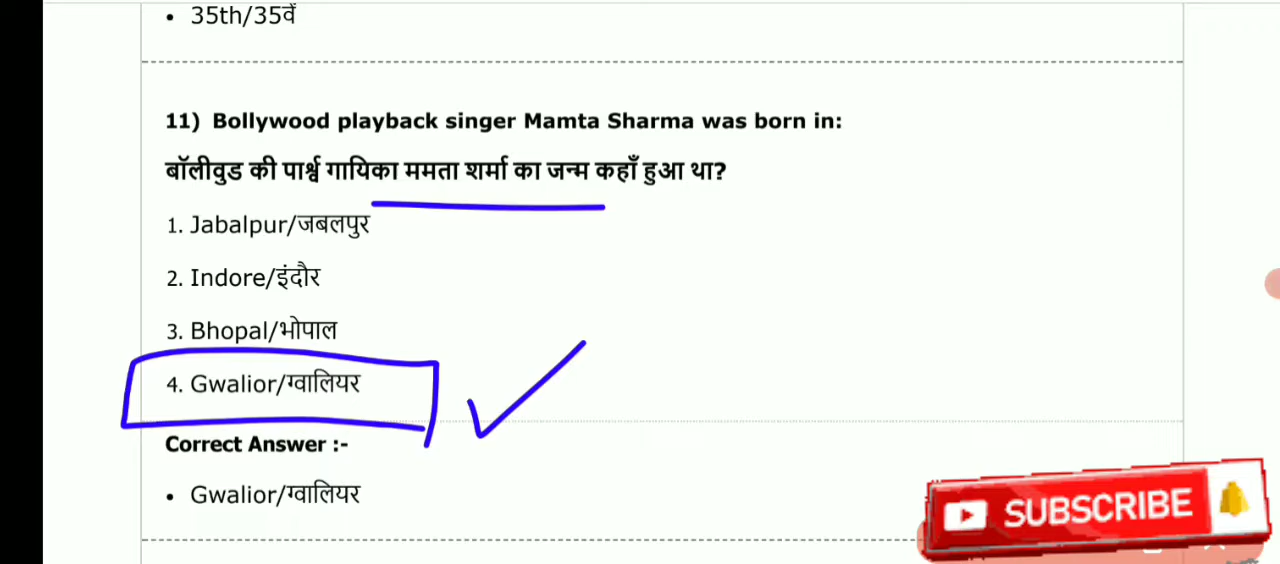 • 35th/35वें
11) Bollywood playback singer Mamta Sharma was born in:
बॉलीवुड की पार्श्व गायिका ममता शर्मा का जन्म कहाँ हुआ था?
1. Jabalpur/जबलपुर
2. Indore/इंदौर
3. Bhopal/भोपाल
4. Gwalior/ग्वालियर
Correct Answer :-
• Gwalior/ग्वालियर
SUBSCRIBE